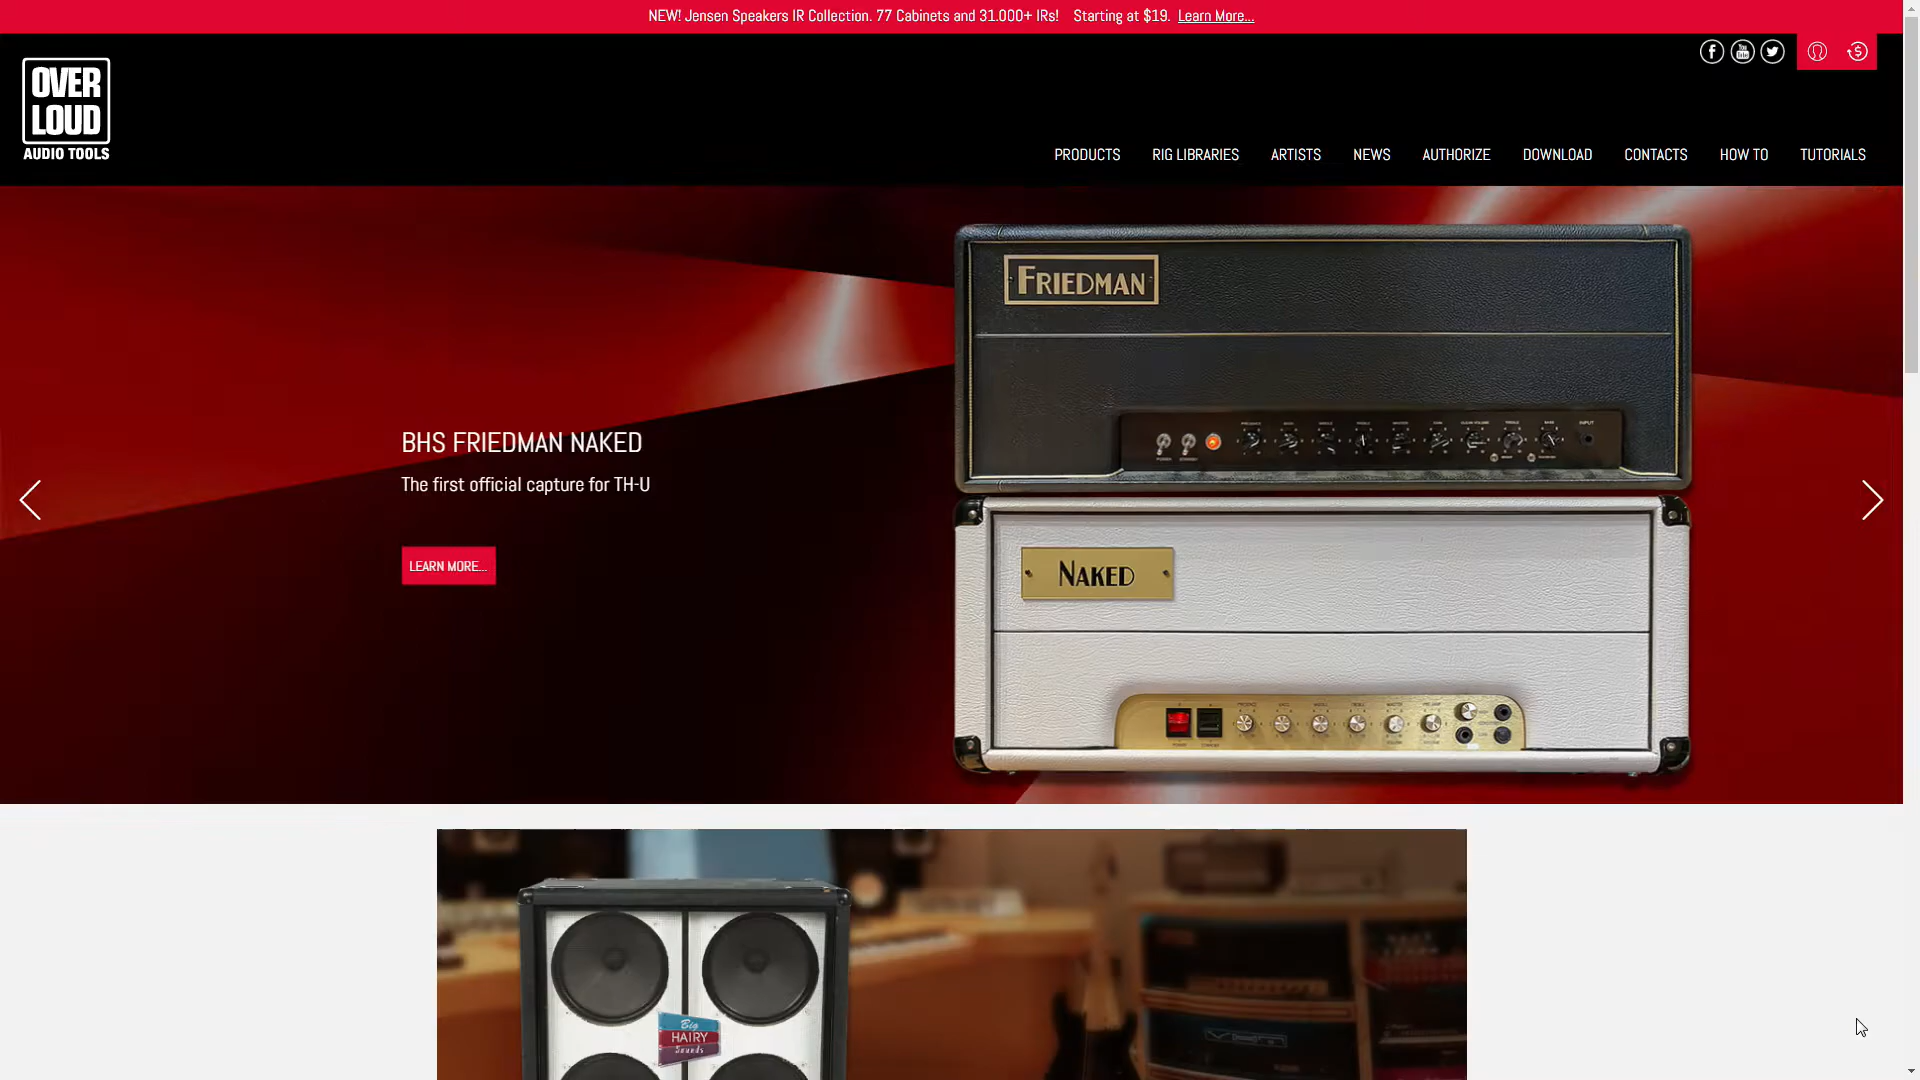 NEW! Jensen Speakers IR Collection. 77 Cabinets and 31.000+ IRs! Starting at $19. Learn More...
OVER
LOUD
AUDIO TOOLS
PRODUCTS RIG LIBRARIES ARTISTS NEWS AUTHORIZE DOWNLOAD CONTACTS HOW TO TUTORIALS
FRIEDMAN
BHS FRIEDMAN NAKED
The first official capture for TH-U
LEARN MORE...
INPUT
NAKED
Big
HAIRY
Sounds